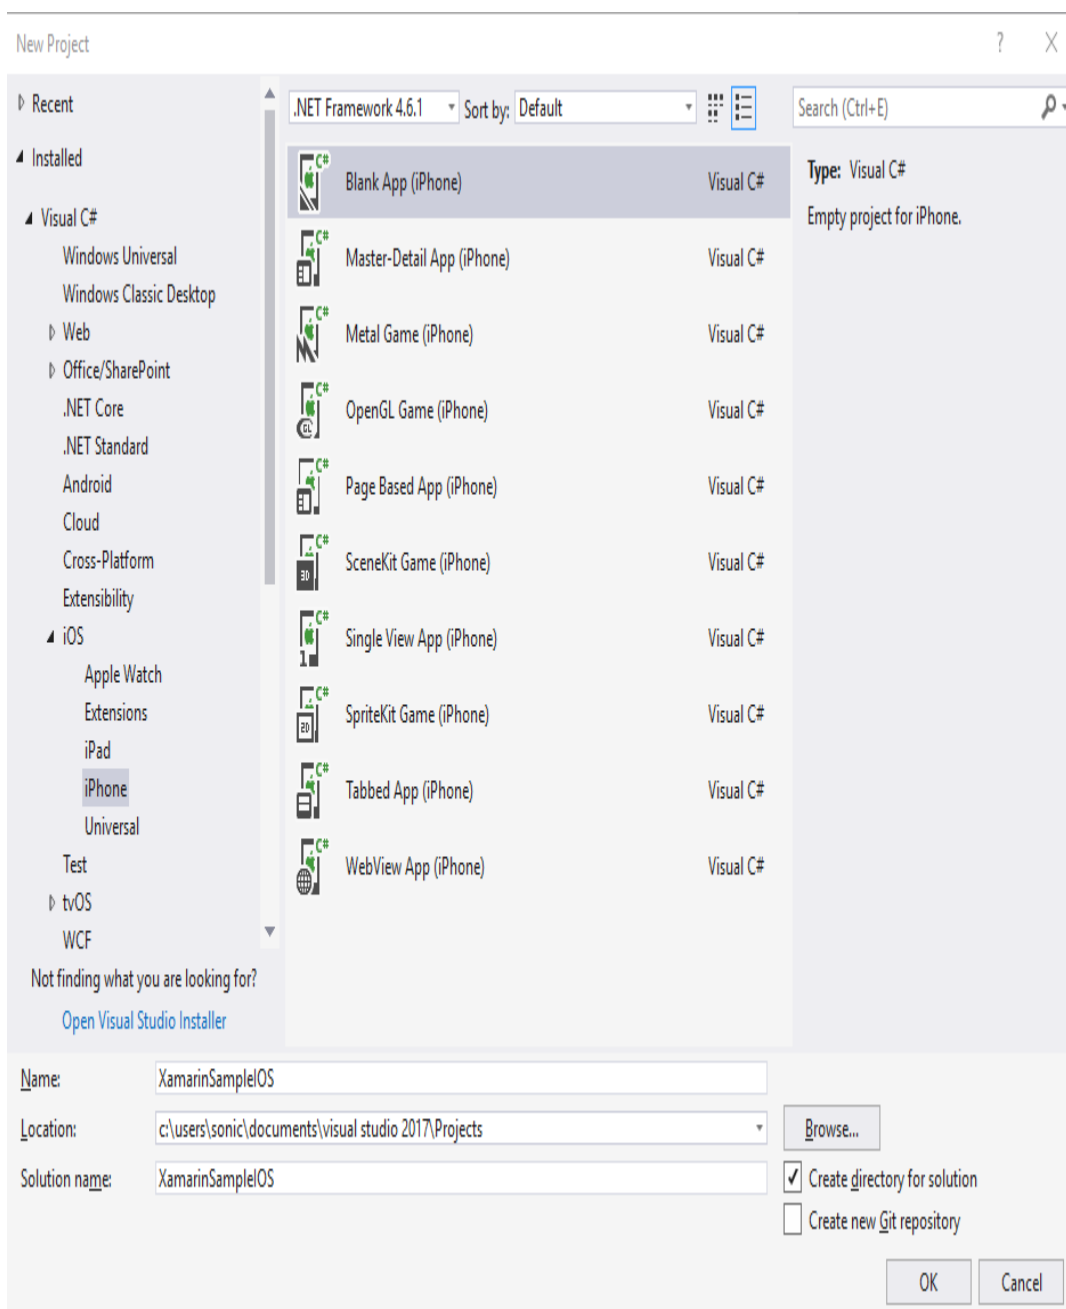 New Project
?
Recent
Installed
Visual C#
Windows Universal
Windows Classic Desktop
Web
Office/SharePoint
.NET Core
.NET Standard
Android
Cloud
Cross-Platform
Extensibility
iOS
Apple Watch
Extensions
iPad
iPhone
Universal
Test
tvOS
WCF
Not finding what you are looking for?
Open Visual Studio Installer
.NET Framework 4.6.1 Sort by: Default
C# Blank App (iPhone) Visual C#
C# Master-Detail App (iPhone) Visual C#
C# Metal Game (iPhone) Visual C#
C# GL OpenGL Game (iPhone) Visual C#
C# Page Based App (iPhone) Visual C#
C# 3D SceneKit Game (iPhone) Visual C#
C# 1 Single View App (iPhone) Visual C#
C# 2D SpriteKit Game (iPhone) Visual C#
C# Tabbed App (iPhone) Visual C#
C# WebView App (iPhone) Visual C#
Search (Ctrl+E)
Type: Visual C#
Empty project for iPhone.
Name: XamarinSampleIOS
Location: c:\users\sonic\documents\visual studio 2017\Projects Browse...
Solution name: XamarinSampleIOS
Create directory for solution
Create new Git repository
OK Cancel